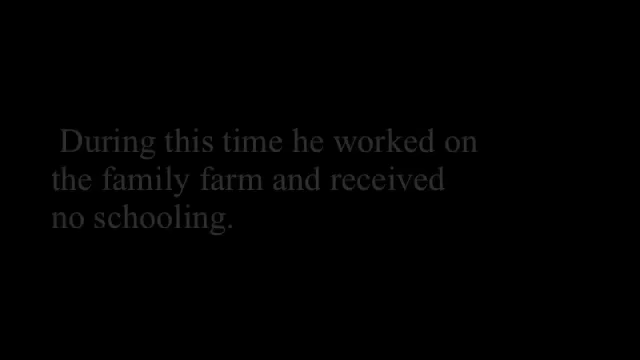 During this time he worked on
the family farm and received
no schooling.